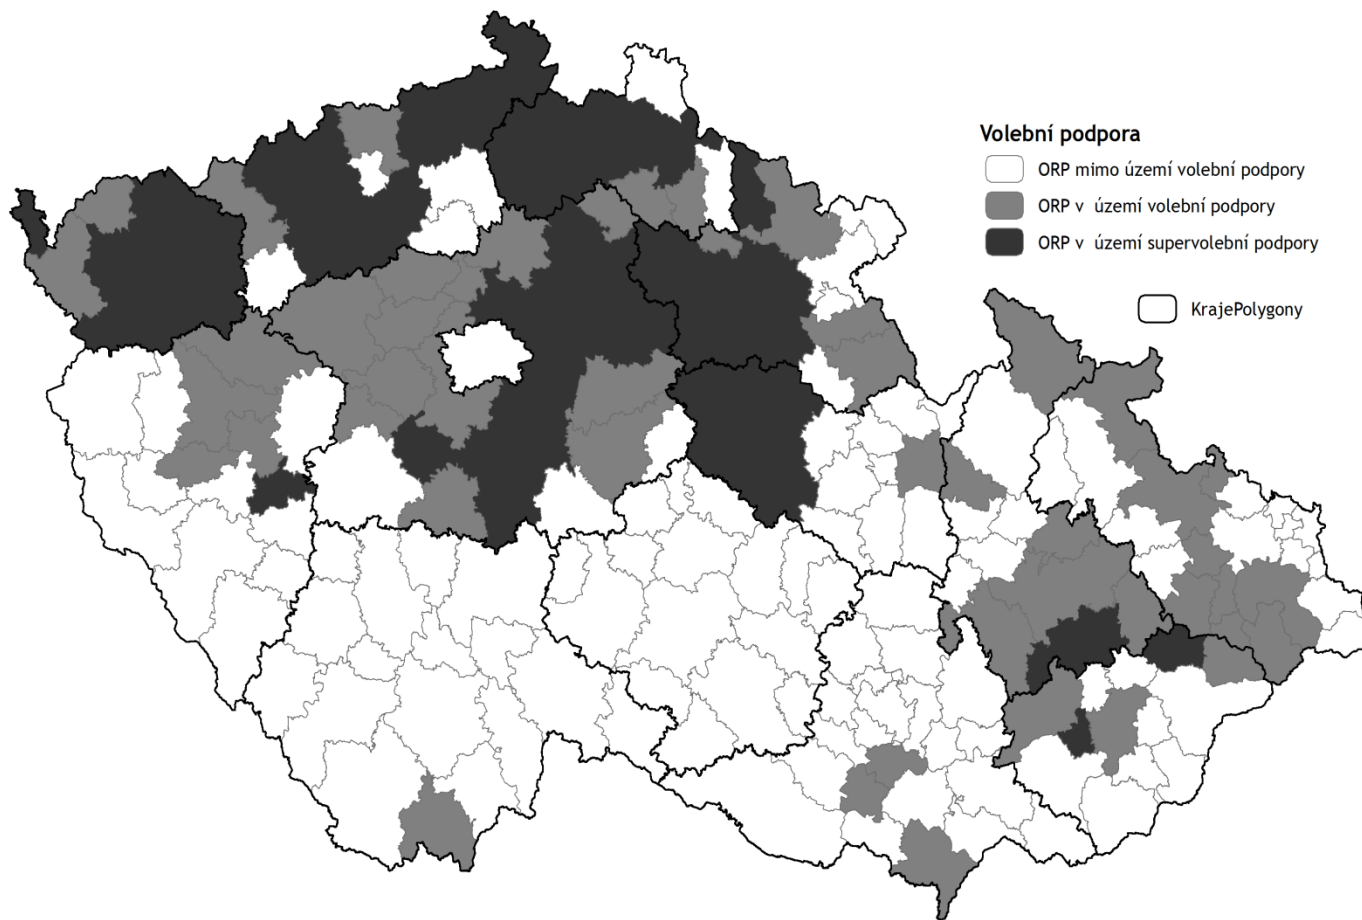 Volební podpora
ORP mimo území volební podpory
ORP v území volební podpory
ORP v území supervolební podpory
KrajePolygony